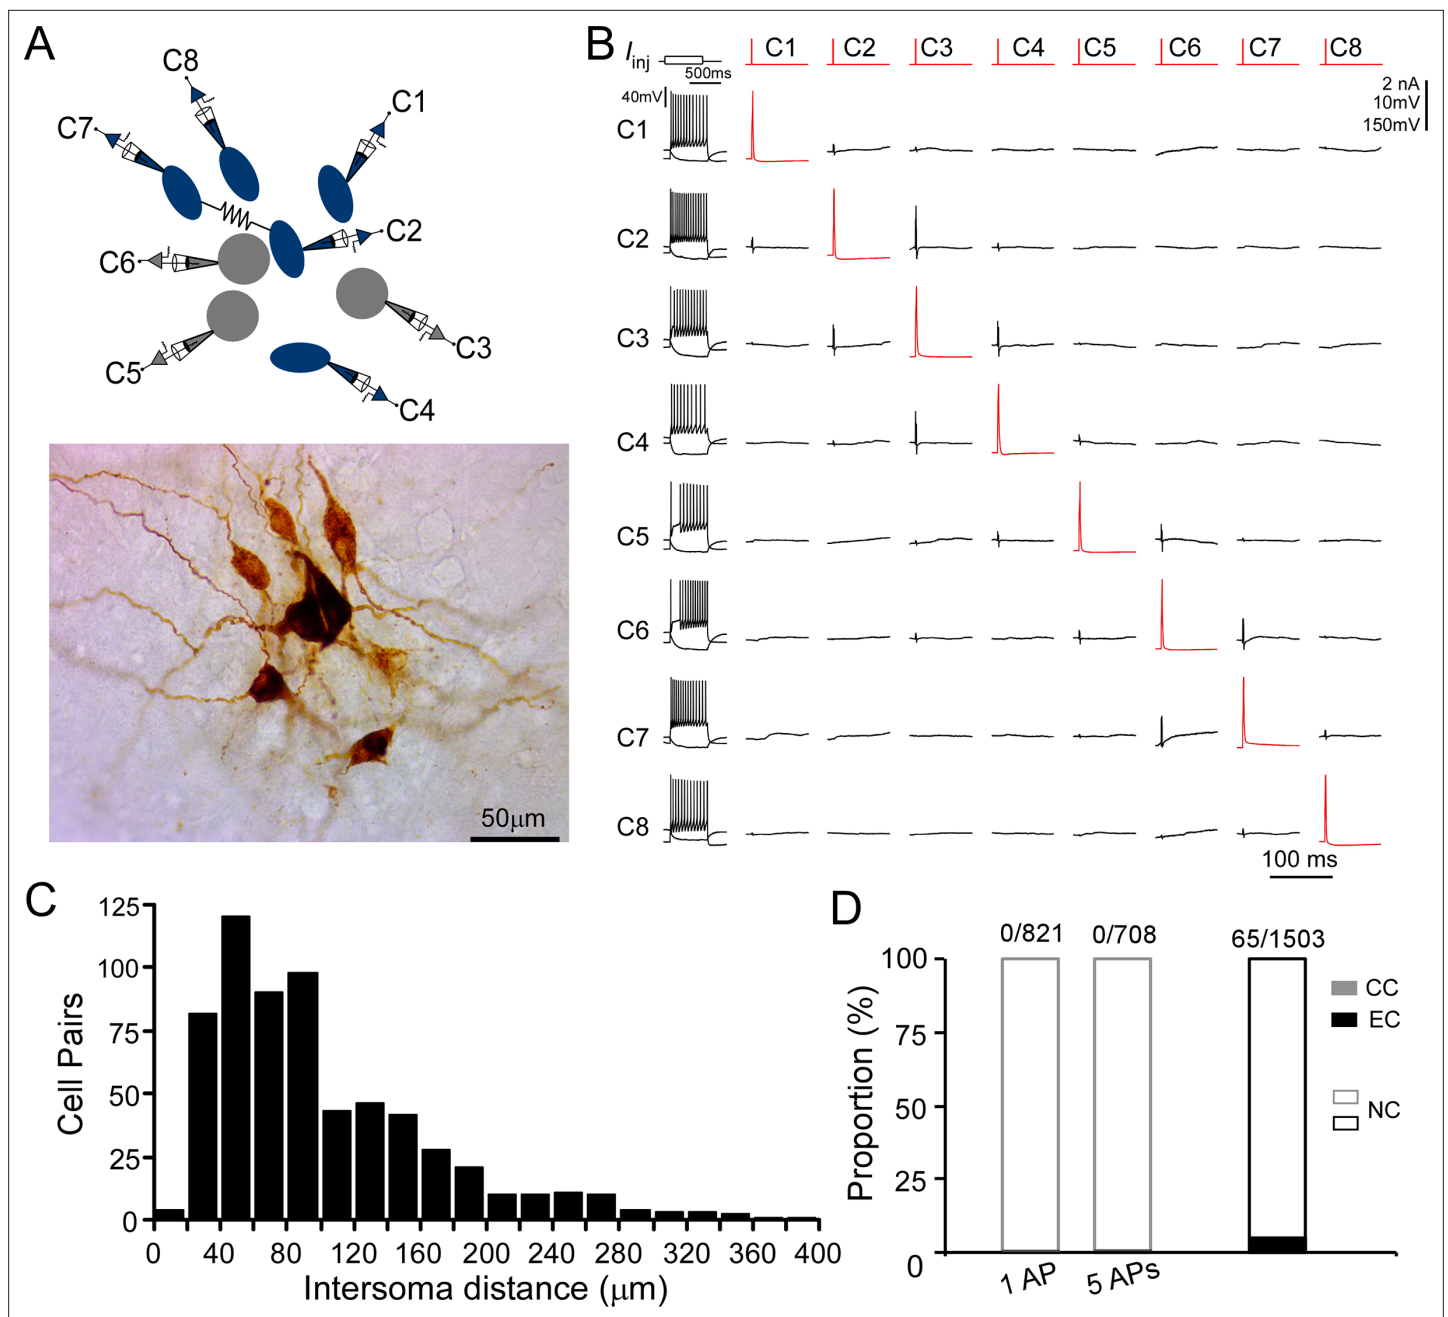 A
C8
C1
C7
C2
C6
C3
C5
C4
50μm
B
Iinj
500ms
C1 C2 C3 C4 C5 C6 C7 C8
40mV
2 nA
10mV
150mV
C1
C2
C3
C4
C5
C6
C7
C8
100 ms
C
125
100
75
50
25
0
Cell Pairs
0 40 80 120 160 200 240 280 320 360 400
Intersoma distance (μm)
D
0/821 0/708 65/1503
100
75
50
25
0
Proportion (%)
1 AP 5 APs
CC
EC
NC